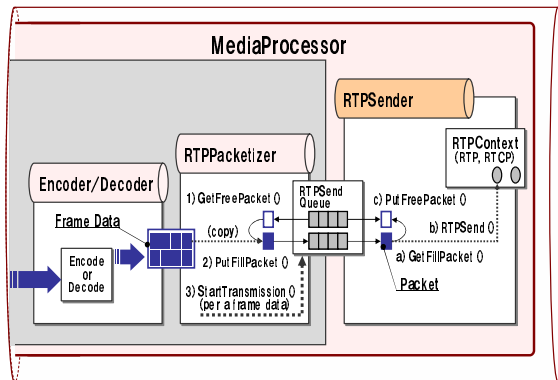 MediaProcessor
RTPSender
RTPContext
(RTP, RTCP)
RTPPacketizer
Encoder/Decoder
1) GetFreePacket ()
RTPSend
Queue
c) PutFreePacket ()
Frame Data
(copy)
b) RTPSend ()
Encode
or
Decode
2) PutFillPacket ()
a) GetFillPacket ()
3) StartTransmission ()
(per a frame data)
Packet